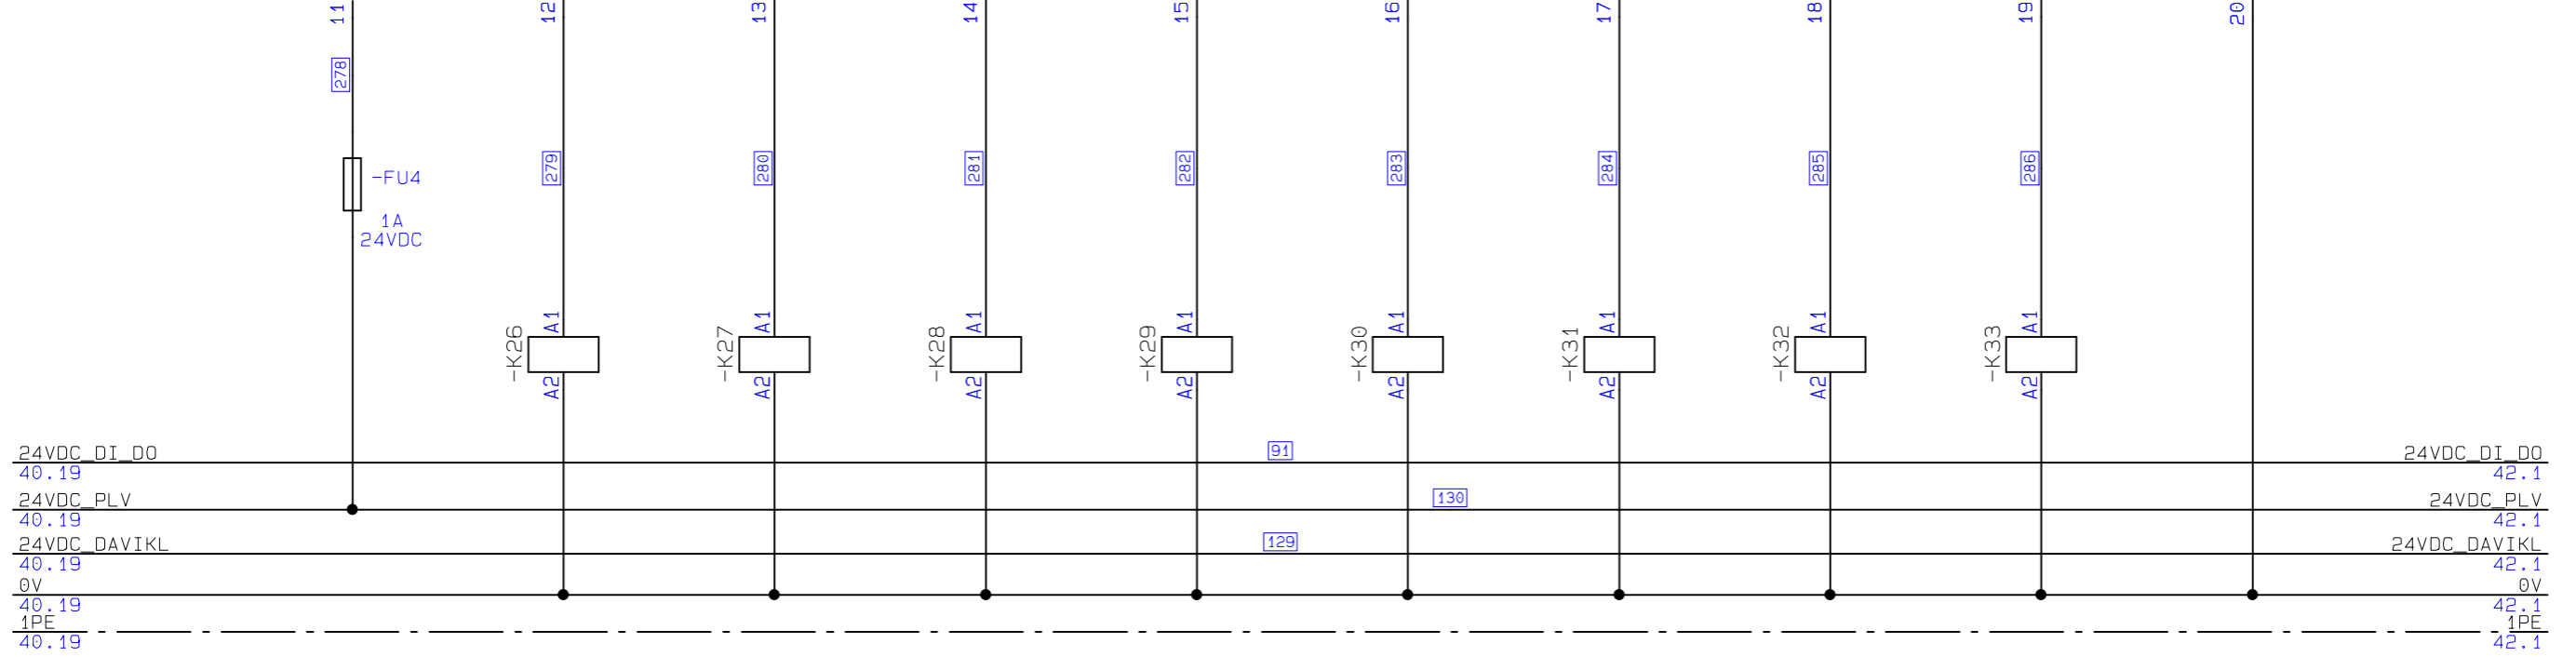 11
12
13
14
15
16
17
18
19
20
278
279
280
281
282
283
284
285
286
-FU4
1A
24VDC
A1
A1
A1
A1
A1
A1
A1
A1
-K26
-K27
-K28
-K29
-K30
-K31
-K32
-K33
A2
A2
A2
A2
A2
A2
A2
A2
24VDC_DI_DO
91
24VDC_DI_DO
40.19
42.1
24VDC_PLV
130
24VDC_PLV
40.19
42.1
24VDC_DAVIKL
129
24VDC_DAVIKL
40.19
42.1
0V
0V
40.19
42.1
1PE
1PE
40.19
42.1